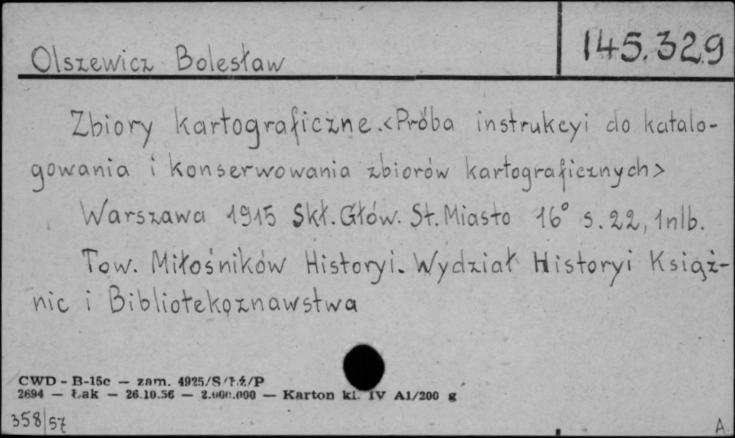 145.329
Olszewicz Bolesław
Zbiory kartograficzne.<Próba instrukcyi do katalo-
gowania i konserwowania zbiorów kartograficznych>
Warszawa 1915 Skł. Głów. St. Miasto 16° s. 22, 1nlb.
Tow. Miłośników Historyi. Wydział Historyi Książ-
nic i Bibliotekoznawstwa
CWD - B-15c — zam. 4925/S/Ł/P
2694 — Łak — 26.10.56 — 2.000.000 — Karton kl. IV A1/200 g
358/57
A.